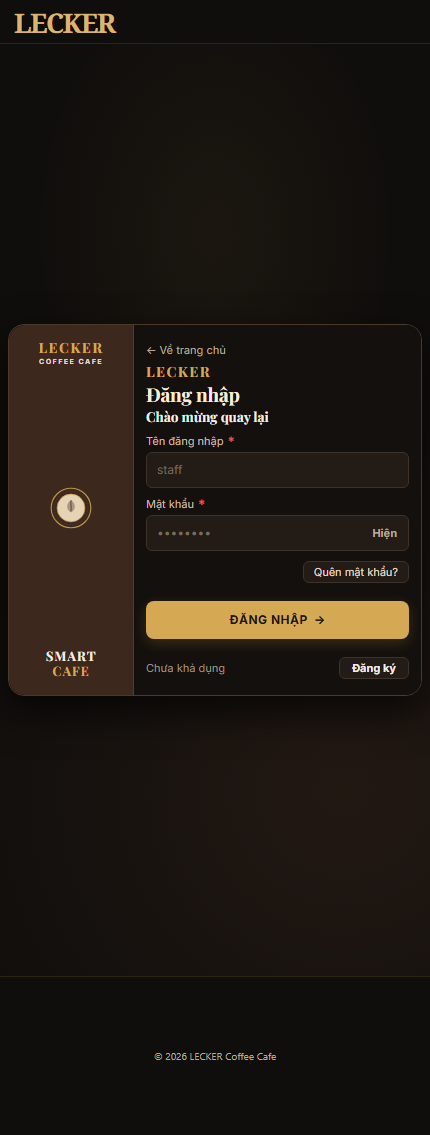 LECKER
LECKER
COFFEE CAFE
SMART
CAFE
← Về trang chủ
LECKER
Đăng nhập
Chào mừng quay lại
Tên đăng nhập *
staff
Mật khẩu *
••••••••
Hiện
Quên mật khẩu?
ĐĂNG NHẬP →
Chưa khả dụng
Đăng ký
© 2026 LECKER Coffee Cafe